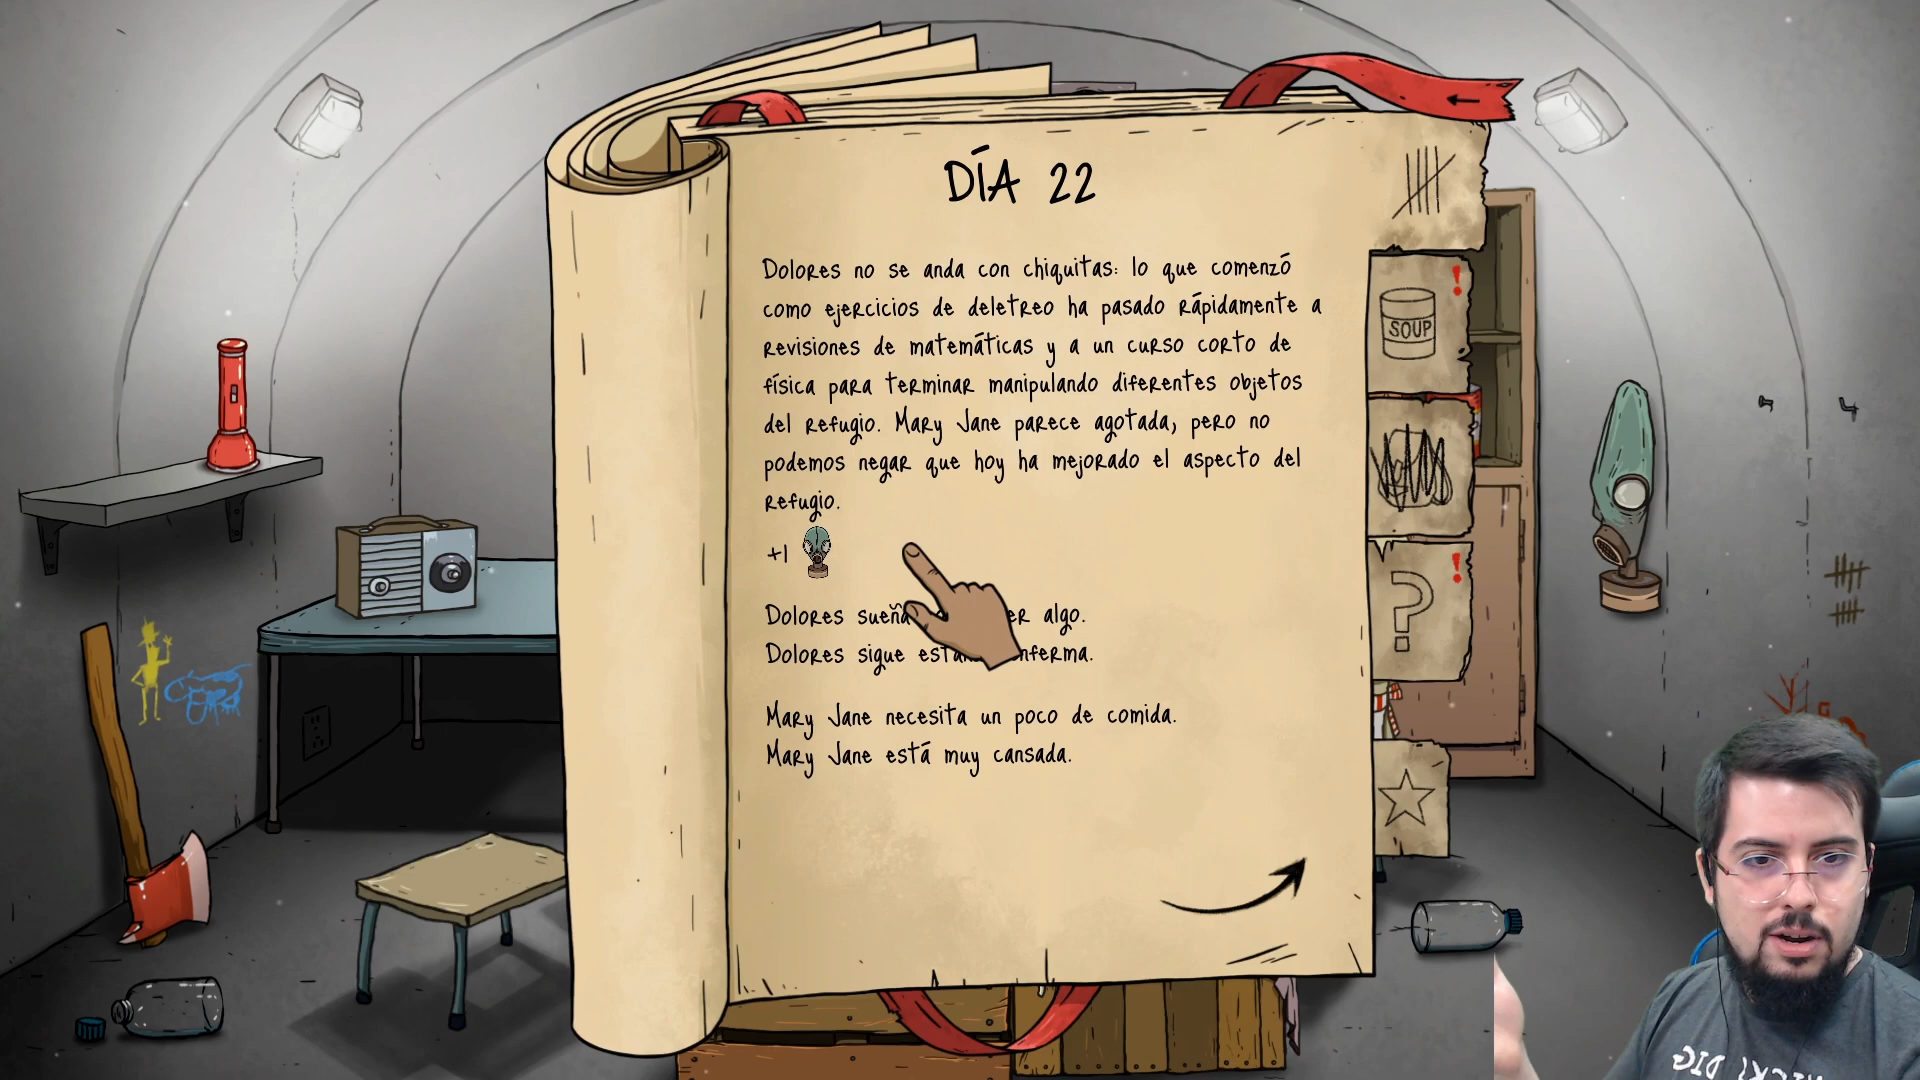 DÍA 22
Dolores no se anda con chiquitas: lo que comenzó
como ejercicios de deletreo ha pasado rápidamente a
revisiones de matemáticas y a un curso corto de
física para terminar manipulando diferentes objetos
del refugio. Mary Jane parece agotada, pero no
podemos negar que hoy ha mejorado el aspecto del
refugio.
+1
Dolores sueña algo.
Dolores sigue enferma.
Mary Jane necesita un poco de comida.
Mary Jane está muy cansada.
!
SOUP
!
?
DIG